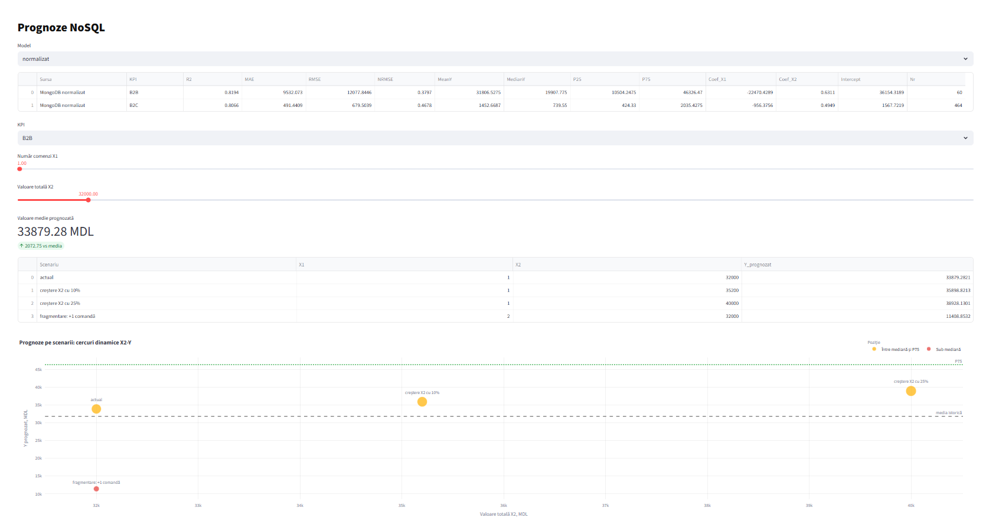 Prognoze NoSQL
Model
normalizat
Sursa KPI R2 MAE RMSE NRMSE MeanY MedianY P25 P75 Coef_X1 Coef_X2 Intercept Nr
0 MongoDB normalizat B2B 0.8194 9532.073 12077.8446 0.3797 31806.5275 19907.775 10504.2475 46326.47 -22470.4289 0.6311 36154.3189 60
1 MongoDB normalizat B2C 0.8066 491.4409 679.5039 0.4678 1452.6687 739.55 424.33 2035.4275 -956.3756 0.4949 1567.7219 464
KPI
B2B
Număr comenzi X1
1.00
Valoare totală X2
32000.00
Valoare medie prognozată
33879.28 MDL
↑ 2072.75 vs media
Scenariu X1 X2 Y_prognozat
0 actual 1 32000 33879.2821
1 creștere X2 cu 10% 1 35200 35898.8213
2 creștere X2 cu 25% 1 40000 38928.1301
3 fragmentare: +1 comandă 2 32000 11408.8532
Prognoze pe scenarii: cercuri dinamice X2-Y
Poziție
Între mediană și P75 Sub mediană
P75
45k
creștere X2 cu 25%
40k
creștere X2 cu 10%
actual
35k
media istorică
30k
25k
20k
15k
fragmentare: +1 comandă
10k
Y prognozat, MDL
32k 33k 34k 35k 36k 37k 38k 39k 40k
Valoare totală X2, MDL